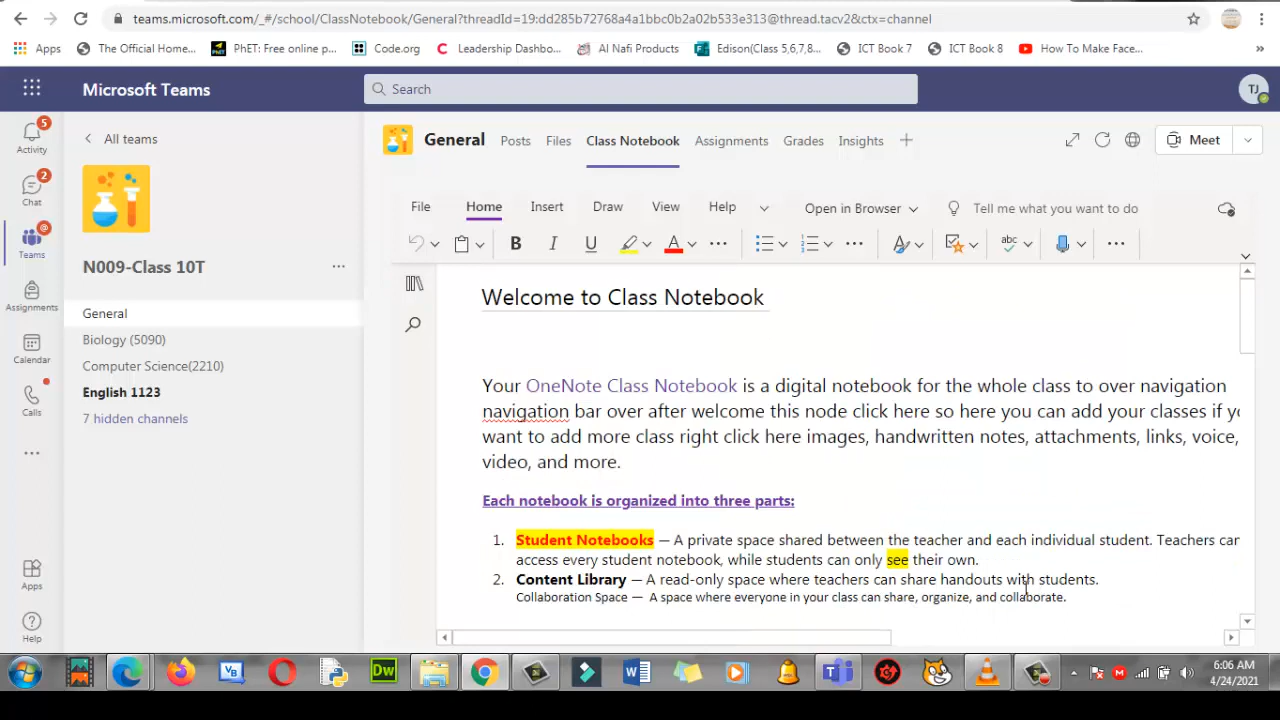 teams.microsoft.com/_#/school/ClassNotebook/General?threadId=19:dd285b72768a4a1bbc0b2a02b533e313@thread.tacv2&ctx=channel
Apps The Official Home... PhET: Free online p... Code.org Leadership Dashbo... Al Nafi Products Edison(Class 5,6,7,8... ICT Book 7 ICT Book 8 How To Make Face... »
Microsoft Teams Search TJ
Activity 5
Chat 2
Teams @
Assignments
Calendar
Calls
Apps
Help
All teams
N009-Class 10T
General
Biology (5090)
Computer Science(2210)
English 1123
7 hidden channels
General Posts Files Class Notebook Assignments Grades Insights + Meet
File Home Insert Draw View Help Open in Browser Tell me what you want to do
B I U A abc
Welcome to Class Notebook
Your OneNote Class Notebook is a digital notebook for the whole class to over navigation
navigation bar over after welcome this node click here so here you can add your classes if yo
want to add more class right click here images, handwritten notes, attachments, links, voice,
video, and more.
Each notebook is organized into three parts:
1. Student Notebooks — A private space shared between the teacher and each individual student. Teachers can
access every student notebook, while students can only see their own.
2. Content Library — A read-only space where teachers can share handouts with students.
Collaboration Space — A space where everyone in your class can share, organize, and collaborate.
VB Dw W M
6:06 AM
4/24/2021